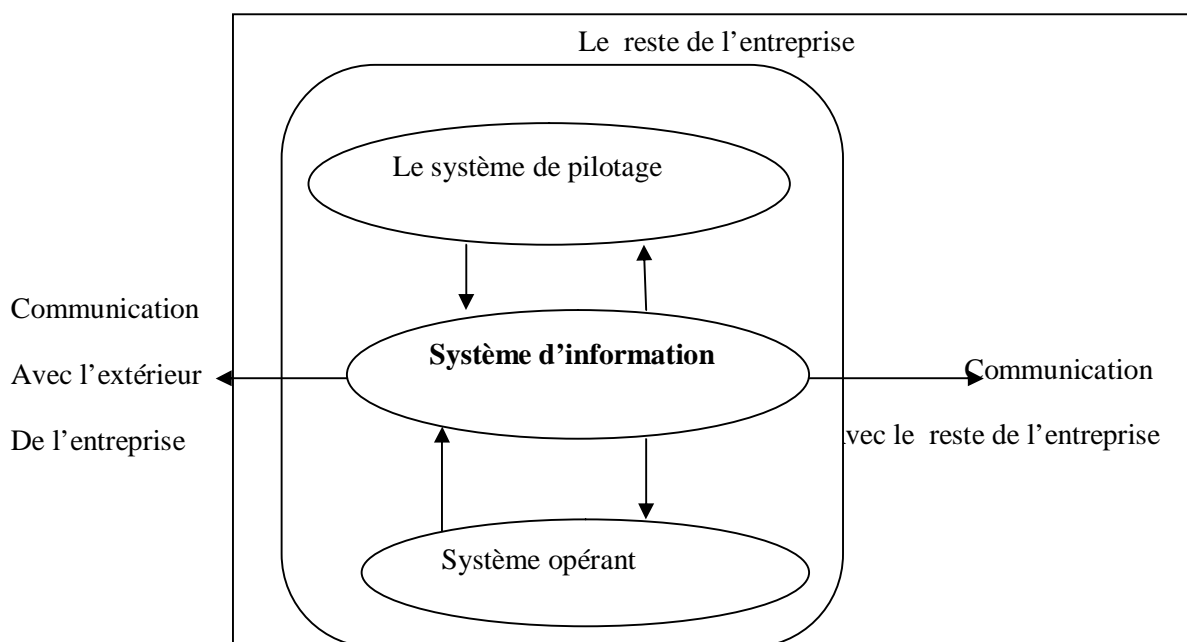 Le reste de l’entreprise
Le système de pilotage
Communication
Système d’information
Avec l’extérieur
Communication
De l’entreprise
vec le reste de l’entreprise
Système opérant